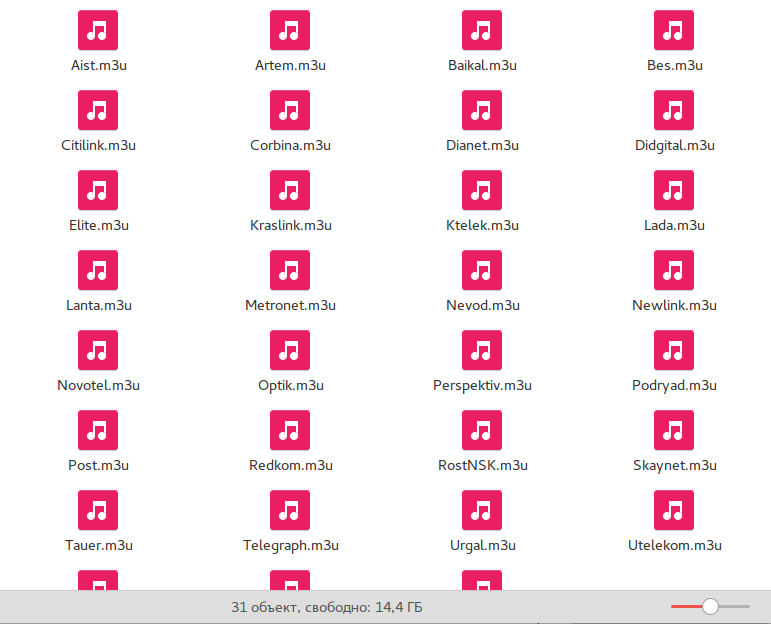 Aist.m3u Artem.m3u Baikal.m3u Bes.m3u
Citilink.m3u Corbina.m3u Dianet.m3u Didgital.m3u
Elite.m3u Kraslink.m3u Ktelek.m3u Lada.m3u
Lanta.m3u Metronet.m3u Nevod.m3u Newlink.m3u
Novotel.m3u Optik.m3u Perspektiv.m3u Podryad.m3u
Post.m3u Redkom.m3u RostNSK.m3u Skaynet.m3u
Tauer.m3u Telegraph.m3u Urgal.m3u Utelekom.m3u
31 объект, свободно: 14,4 ГБ